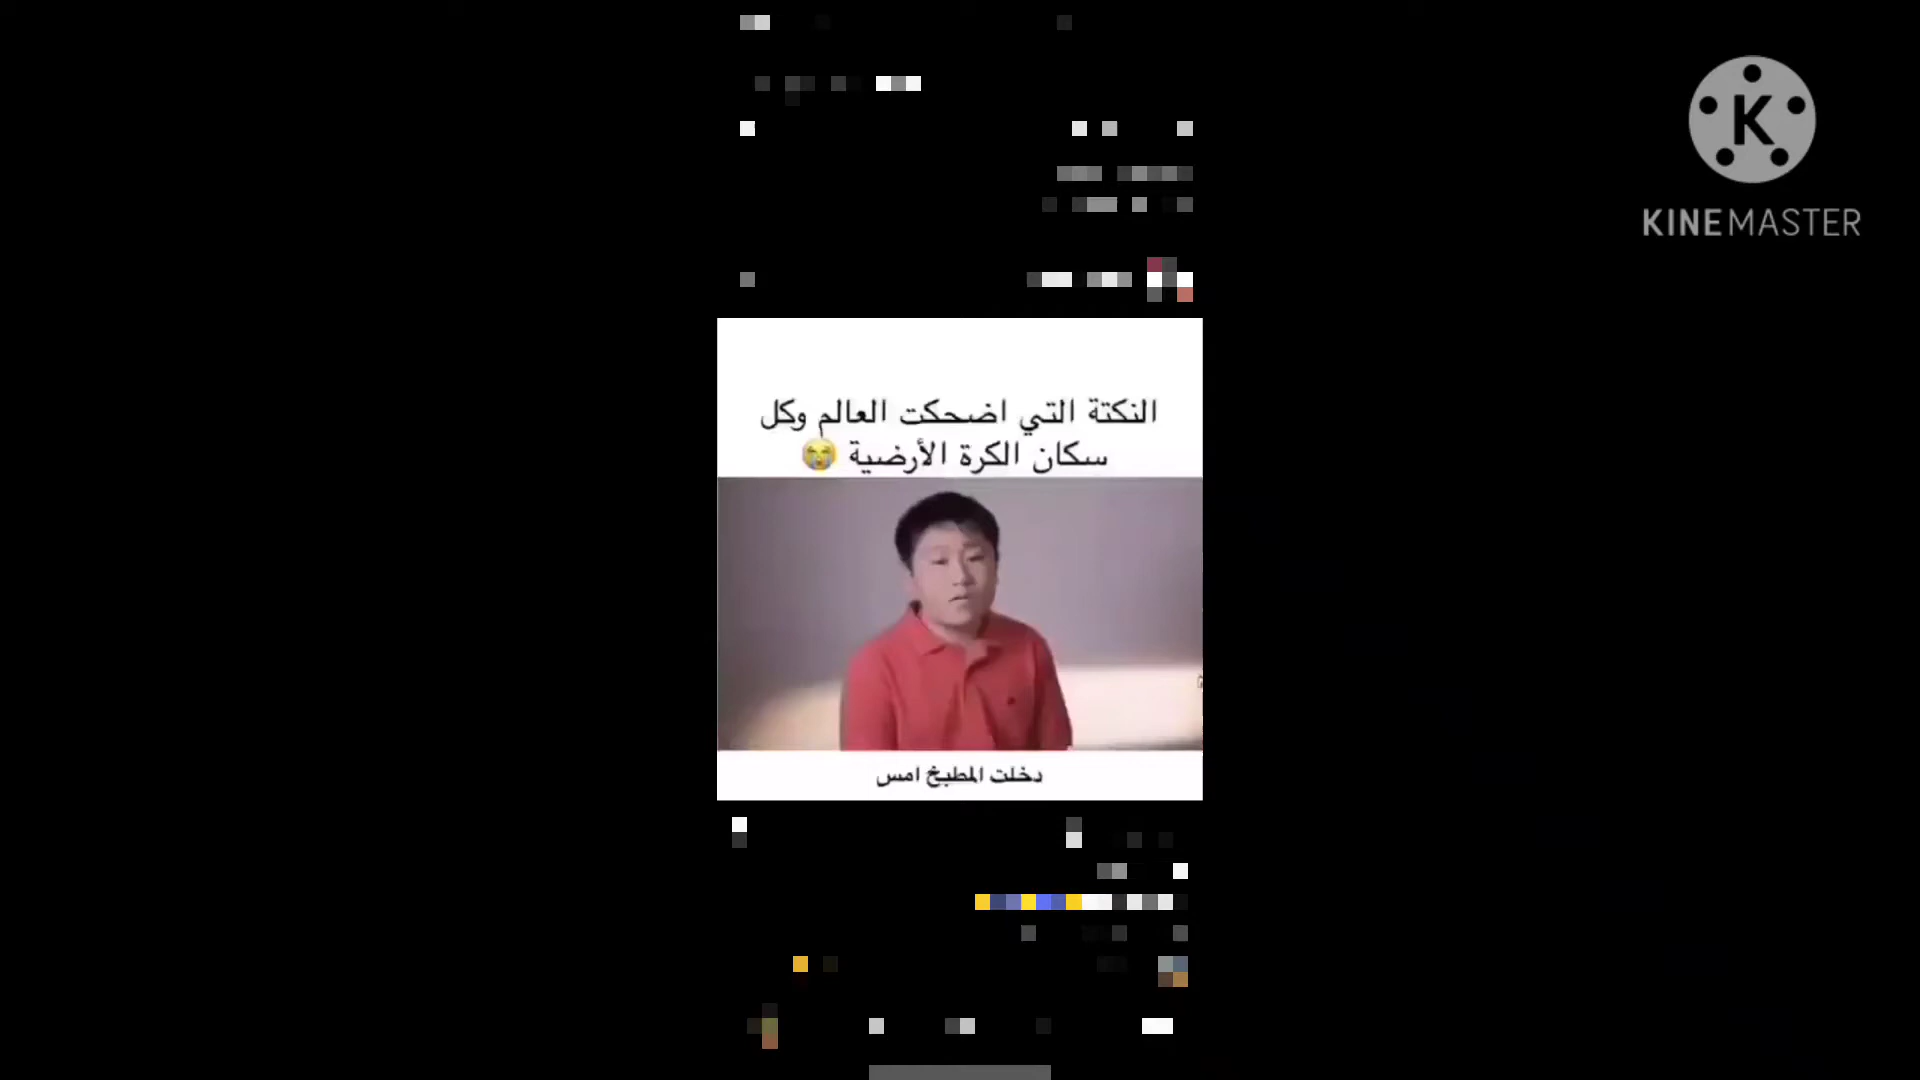 KINEMASTER
النكتة التي اضحكت العالم وكل
سكان الكرة الأرضية 😭
دخلت المطبخ امس